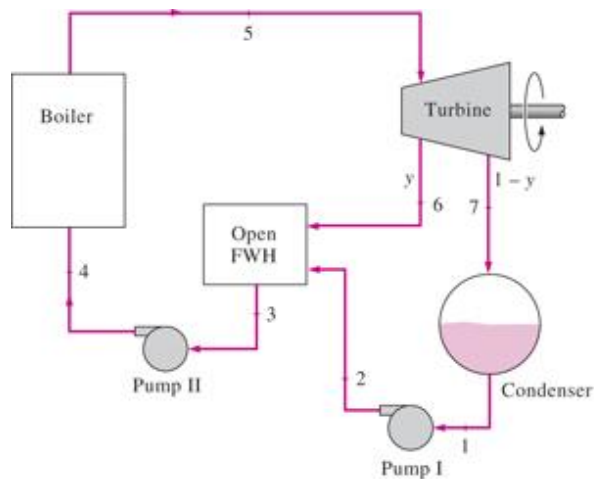 5
Boiler
Turbine
y
1 – y
6
7
Open
FWH
4
3
Pump II
2
Condenser
1
Pump I